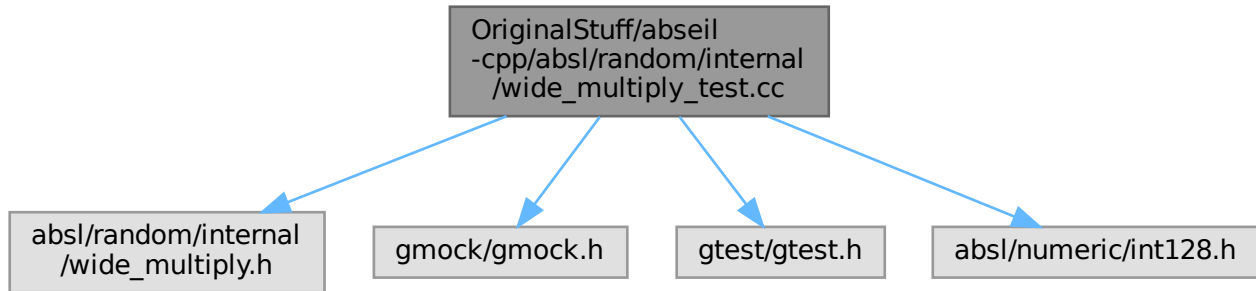 OriginalStuff/abseil
-cpp/absl/random/internal
/wide_multiply_test.cc
absl/random/internal
/wide_multiply.h
gmock/gmock.h
gtest/gtest.h
absl/numeric/int128.h